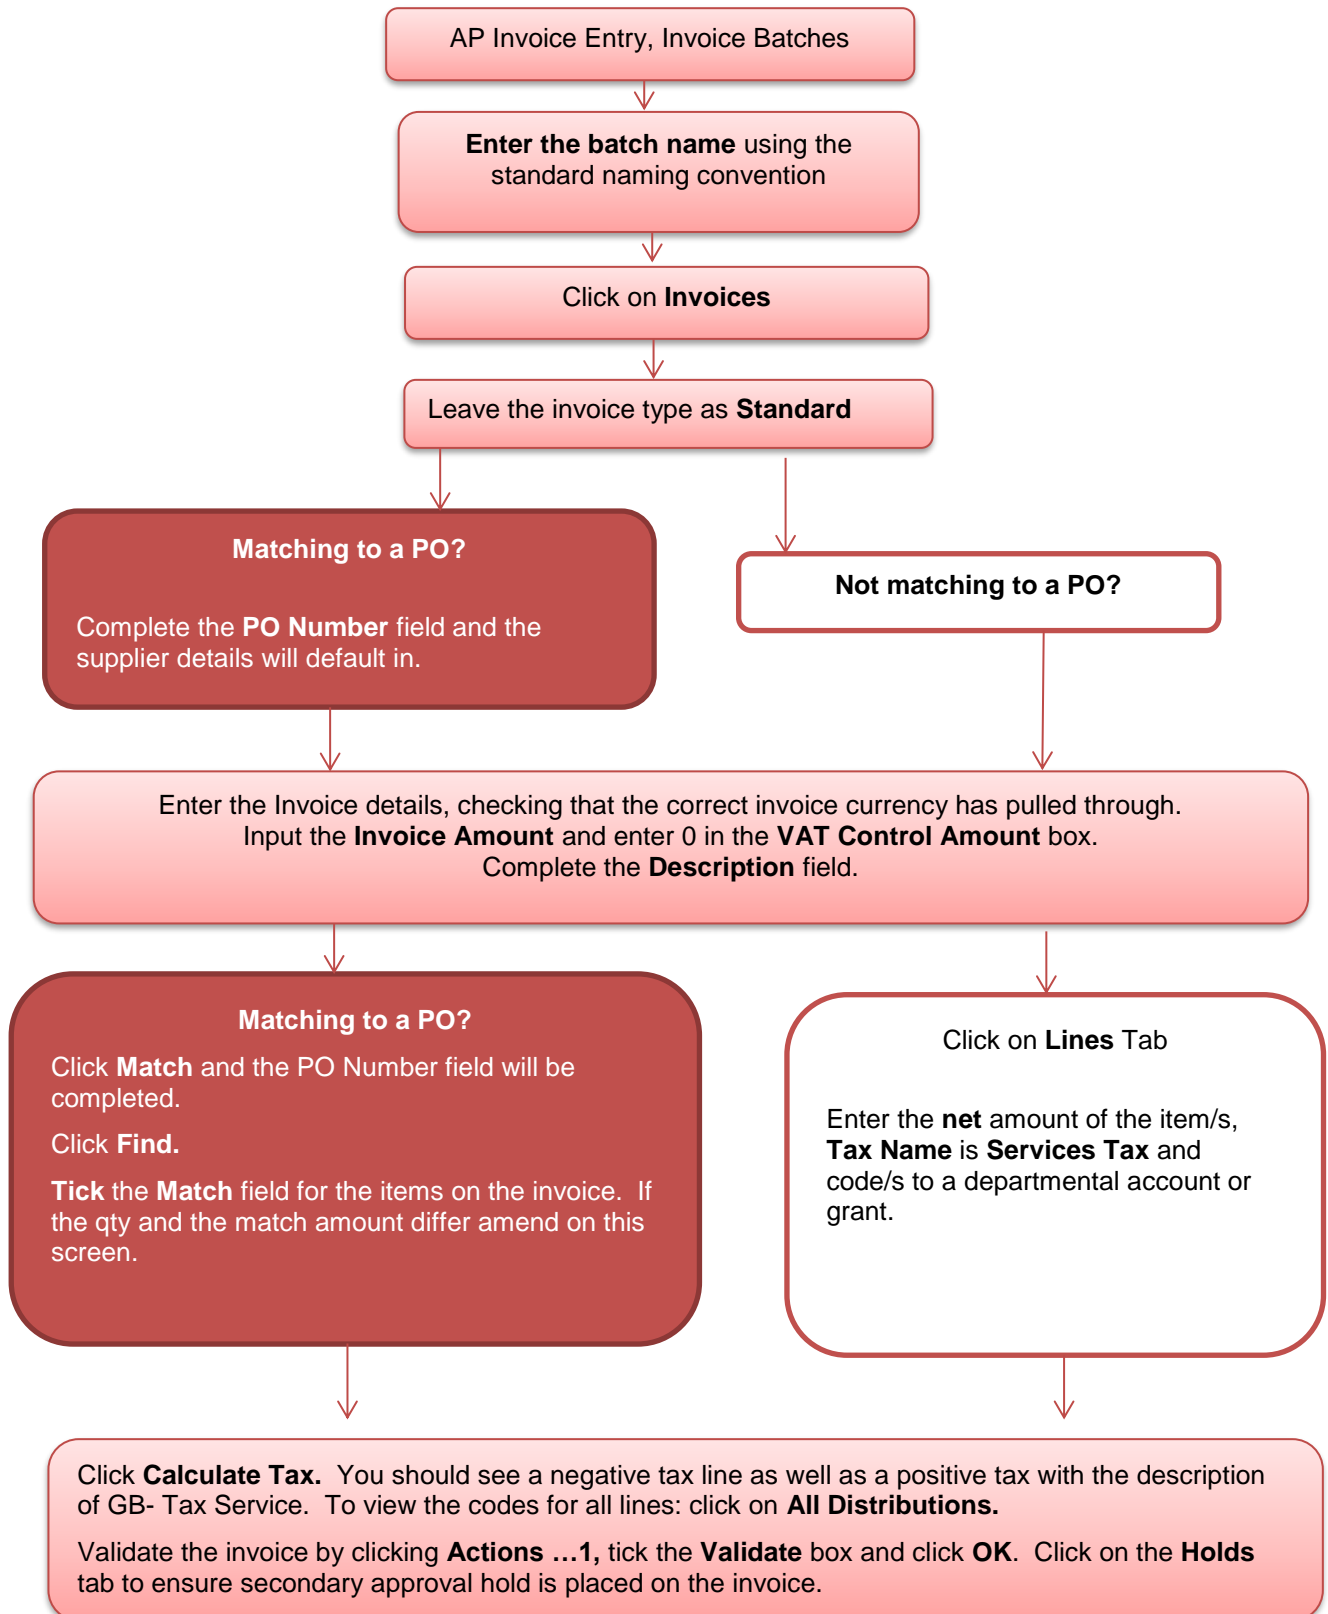 AP Invoice Entry, Invoice Batches
Enter the batch name using the
standard naming convention
Click on Invoices
Leave the invoice type as Standard
Matching to a PO?
Complete the PO Number field and the
supplier details will default in.
Not matching to a PO?
Enter the Invoice details, checking that the correct invoice currency has pulled through.
Input the Invoice Amount and enter 0 in the VAT Control Amount box.
Complete the Description field.
Matching to a PO?
Click Match and the PO Number field will be
completed.
Click Find.
Tick the Match field for the items on the invoice.  If
the qty and the match amount differ amend on this
screen.
Click on Lines Tab
Enter the net amount of the item/s,
Tax Name is Services Tax and
code/s to a departmental account or
grant.
Click Calculate Tax.  You should see a negative tax line as well as a positive tax with the description
of GB- Tax Service.  To view the codes for all lines: click on All Distributions.
Validate the invoice by clicking Actions …1, tick the Validate box and click OK.  Click on the Holds
tab to ensure secondary approval hold is placed on the invoice.